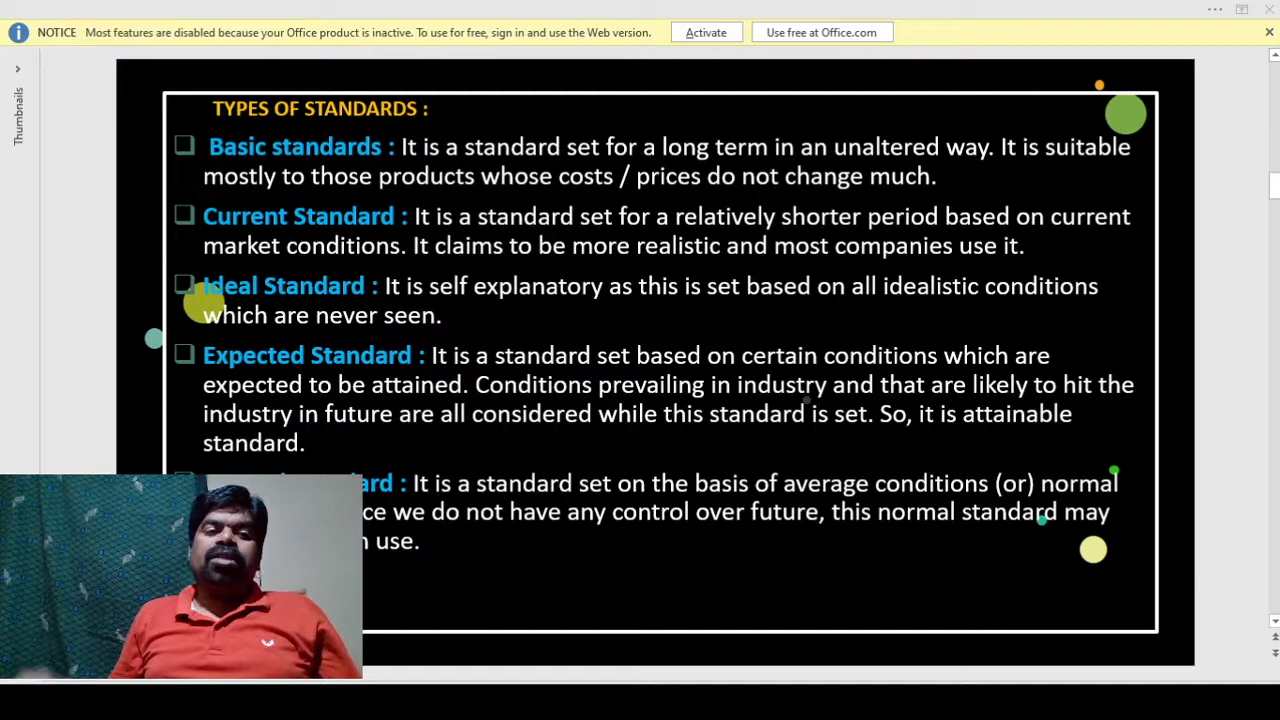 NOTICE Most features are disabled because your Office product is inactive. To use for free, sign in and use the Web version. Activate Use free at Office.com
Thumbnails
TYPES OF STANDARDS :
Basic standards : It is a standard set for a long term in an unaltered way. It is suitable
mostly to those products whose costs / prices do not change much.
Current Standard : It is a standard set for a relatively shorter period based on current
market conditions. It claims to be more realistic and most companies use it.
Ideal Standard : It is self explanatory as this is set based on all idealistic conditions
which are never seen.
Expected Standard : It is a standard set based on certain conditions which are
expected to be attained. Conditions prevailing in industry and that are likely to hit the
industry in future are all considered while this standard is set. So, it is attainable
standard.
: It is a standard set on the basis of average conditions (or) normal
we do not have any control over future, this normal standard may
use.